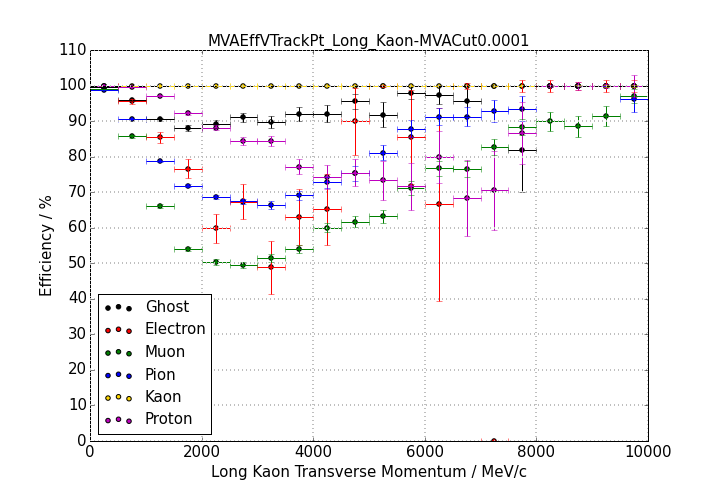 MVAEffVTrackPt_Long_Kaon-MVACut0.0001
110
100
90
80
70
60
50
40
30
20
10
0
Efficiency / %
Ghost
Electron
Muon
Pion
Kaon
Proton
0 2000 4000 6000 8000 10000
Long Kaon Transverse Momentum / MeV/c